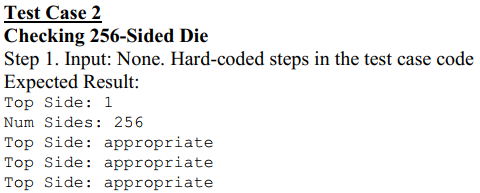 Test Case 2
Checking 256-Sided Die
Step 1. Input: None. Hard-coded steps in the test case code
Expected Result:
Top Side: 1
Num Sides: 256
Top Side: appropriate
Top Side: appropriate
Top Side: appropriate